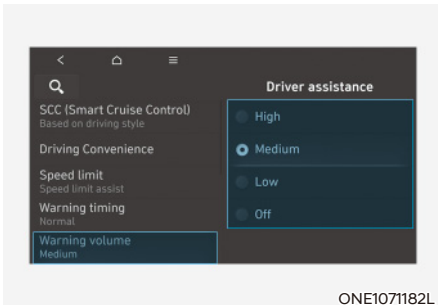 Driver assistance
SCC (Smart Cruise Control)
Based on driving style
Driving Convenience
Speed limit
Speed limit assist
Warning timing
Normal
Warning volume
Medium
High
Medium
Low
Off
ONE1071182L